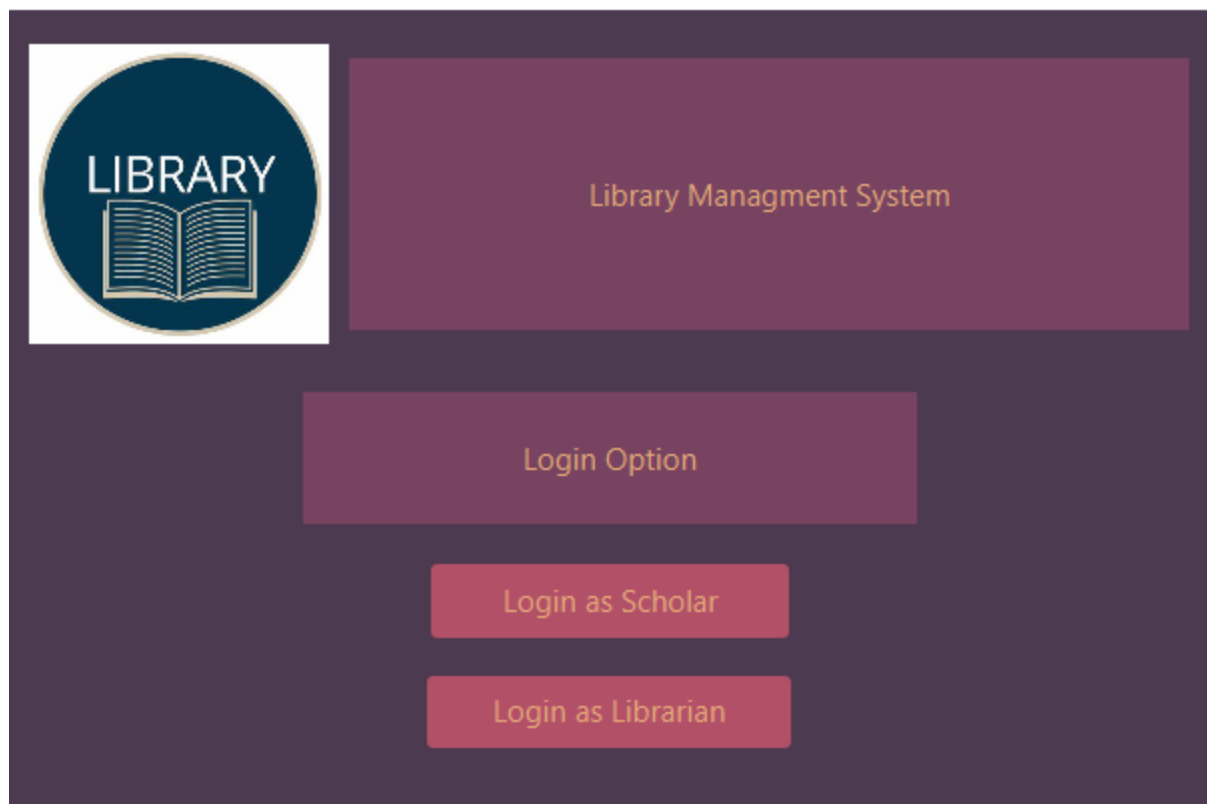 LIBRARY
Library Managment System
Login Option
Login as Scholar
Login as Librarian